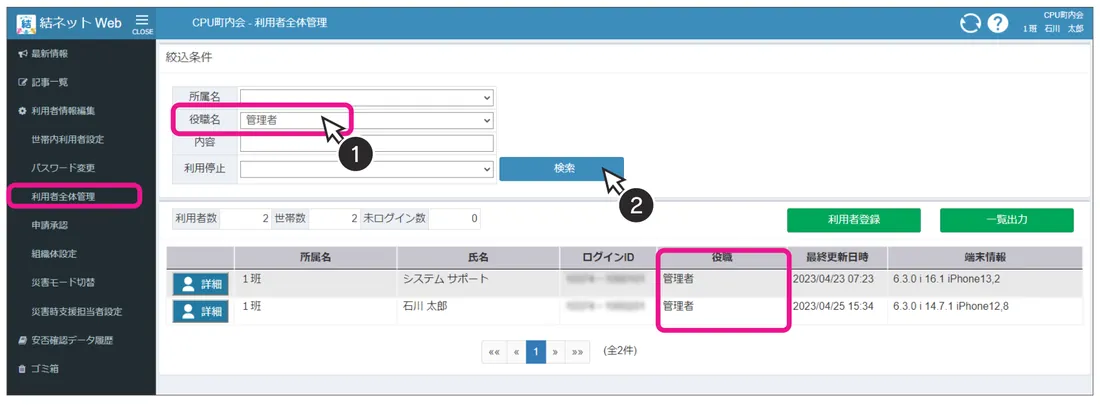 結ネット Web
CLOSE
CPU町内会 - 利用者全体管理
CPU町内会
1班 石川 太郎
最新情報
記事一覧
利用者情報編集
世帯内利用者設定
パスワード変更
利用者全体管理
申請承認
組織体設定
災害モード切替
災害時支援担当者設定
安否確認データ履歴
ゴミ箱
絞込条件
所属名
役職名 管理者
1
内容
利用停止
検索
2
利用者数 2 世帯数 2 未ログイン数 0
利用者登録 一覧出力
所属名 氏名 ログインID 役職 最終更新日時 端末情報
詳細 1班 システム サポート 管理者 2023/04/23 07:23 6.3.0 i 16.1 iPhone13,2
詳細 1班 石川 太郎 管理者 2023/04/25 15:34 6.3.0 i 14.7.1 iPhone12,8
«« « 1 » »» (全2件)